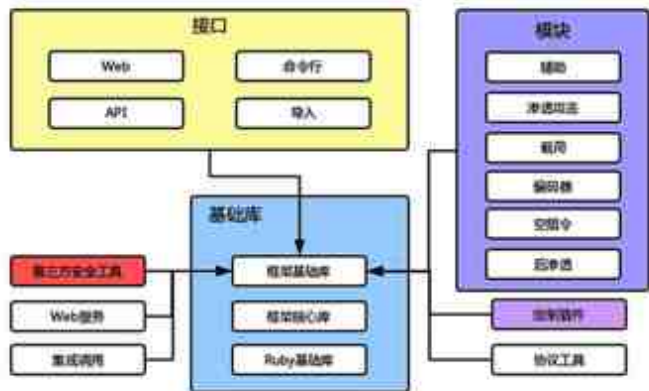 接口
Web
命令行
API
导入
模块
辅助
渗透攻击
载荷
编码器
空指令
后渗透
基础库
框架基础库
框架核心库
Ruby基础库
第三方安全工具
Web服务
集成调用
控制插件
协议工具